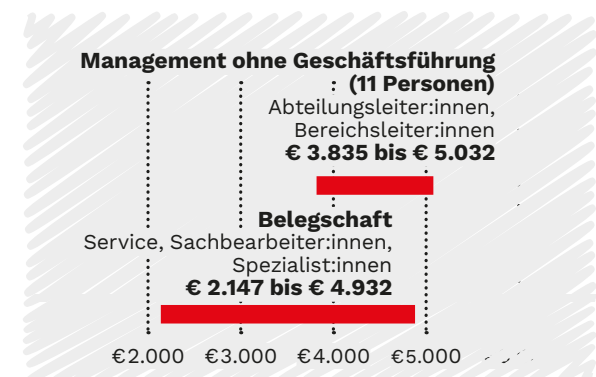 Management ohne Geschäftsführung
(11 Personen)
Abteilungsleiter:innen,
Bereichsleiter:innen
€ 3.835 bis € 5.032
Belegschaft
Service, Sachbearbeiter:innen,
Spezialist:innen
€ 2.147 bis € 4.932
€2.000 €3.000 €4.000 €5.000